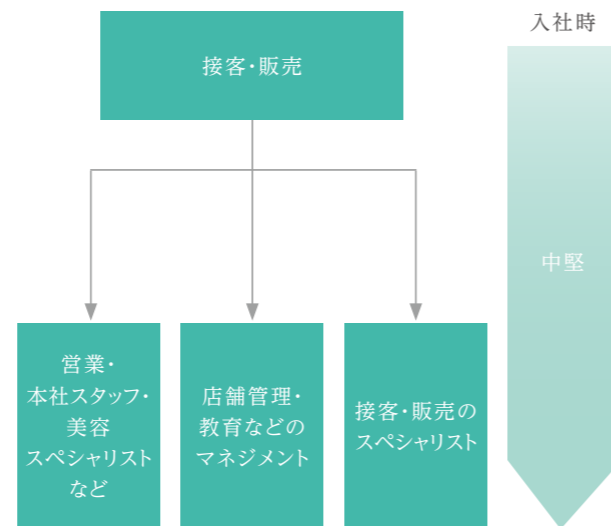 入社時
接客・販売
中堅
営業・
本社スタッフ・
美容
スペシャリスト
など
店舗管理・
教育などの
マネジメント
接客・販売の
スペシャリスト